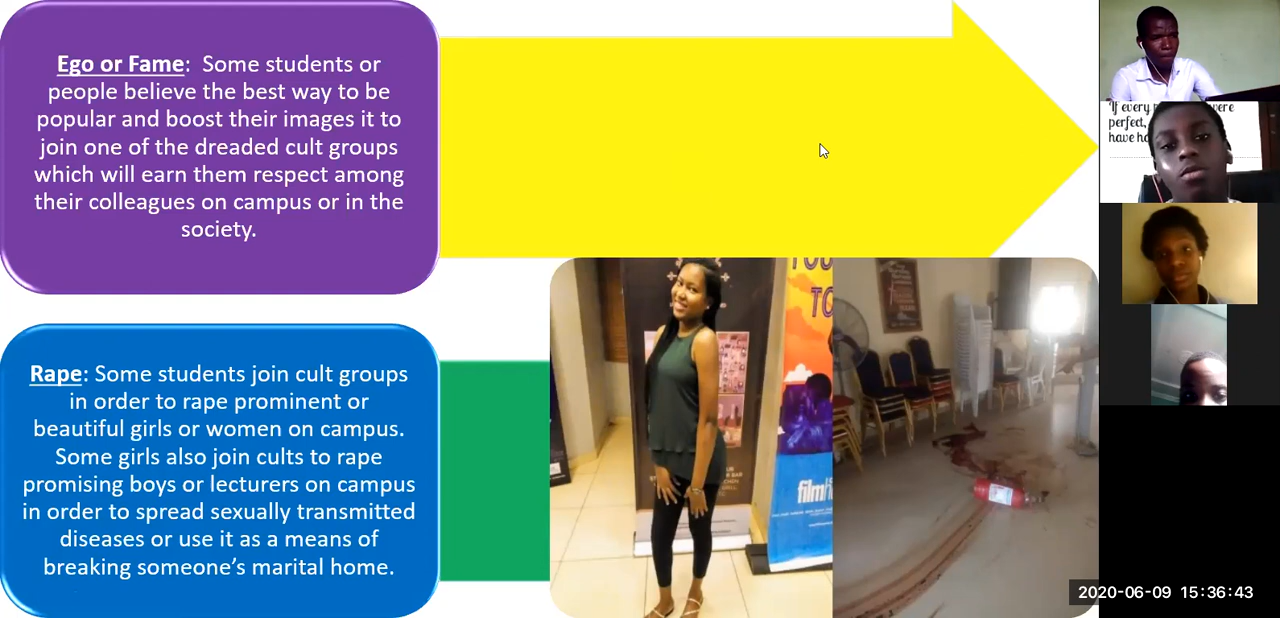 Ego or Fame: Some students or
people believe the best way to be
popular and boost their images it to
join one of the dreaded cult groups
which will earn them respect among
their colleagues on campus or in the
society.
Rape: Some students join cult groups
in order to rape prominent or
beautiful girls or women on campus.
Some girls also join cults to rape
promising boys or lecturers on campus
in order to spread sexually transmitted
diseases or use it as a means of
breaking someone's marital home.
TO
film
"If every
were
perfect,
have
2020-06-09 15:36:43